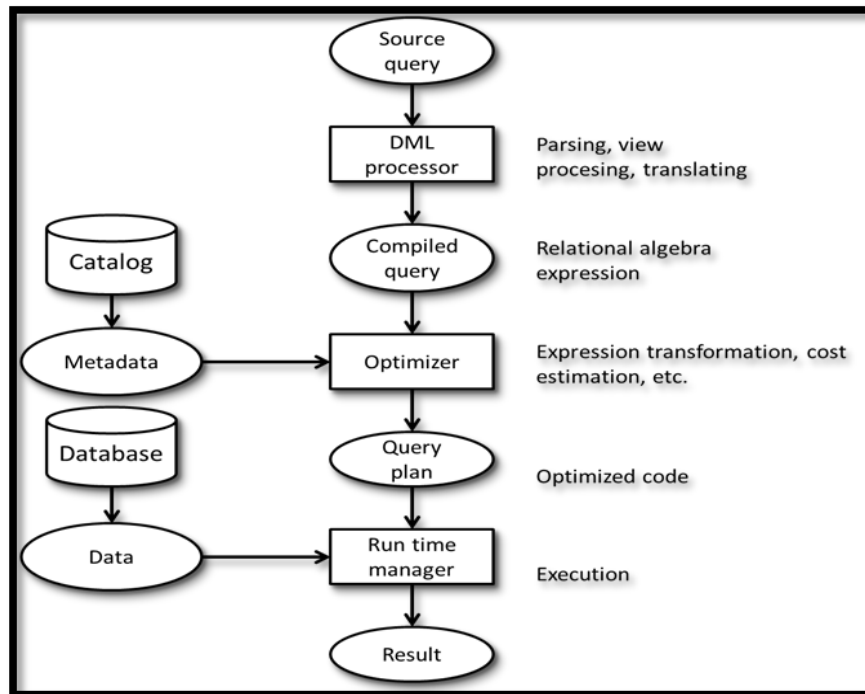 Source
query
DML
processor
Parsing, view
procesing, translating
Catalog
Compiled
query
Relational algebra
expression
Metadata
Optimizer
Expression transformation, cost
estimation, etc.
Database
Query
plan
Optimized code
Data
Run time
manager
Execution
Result